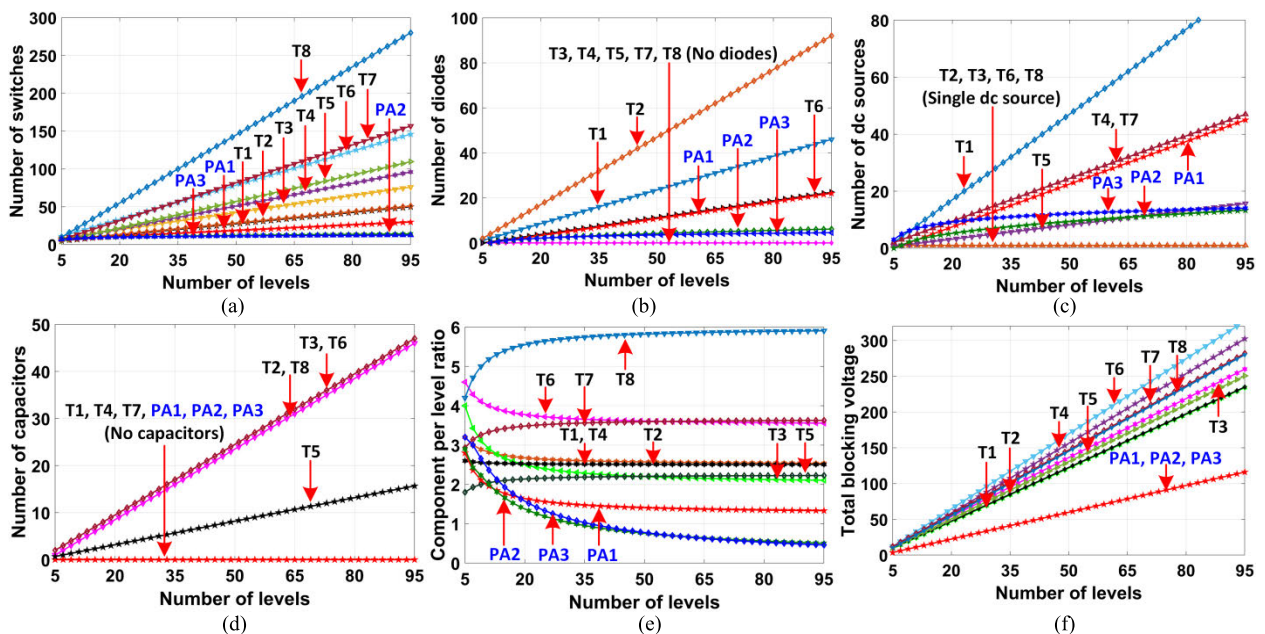 Number of switches
300
250
200
150
100
50
0
T8
T7
T6
T5
T4
T3
T2
T1
PA2
PA1
PA3
5
20
35
50
65
80
95
Number of levels
(a)
Number of diodes
100
80
60
40
20
0
T3, T4, T5, T7, T8 (No diodes)
T2
T1
T6
PA3
PA2
PA1
5
20
35
50
65
80
95
Number of levels
(b)
Number of dc sources
80
60
40
20
0
T2, T3, T6, T8
(Single dc source)
T1
T4, T7
T5
PA3
PA2
PA1
5
20
35
50
65
80
95
Number of levels
(c)
Number of capacitors
50
40
30
20
10
0
T3, T6
T2, T8
T1, T4, T7, PA1, PA2, PA3
(No capacitors)
T5
5
35
50
65
80
95
Number of levels
(d)
Component per level ratio
6
5
4
3
2
1
0
T6
T7
T8
T1, T4
T2
T3
T5
PA2
PA3
PA1
5
20
35
50
65
80
95
Number of levels
(e)
Total blocking voltage
300
250
200
150
100
50
0
T8
T7
T6
T5
T4
T2
T1
T3
PA1, PA2, PA3
5
20
35
50
65
80
95
Number of levels
(f)